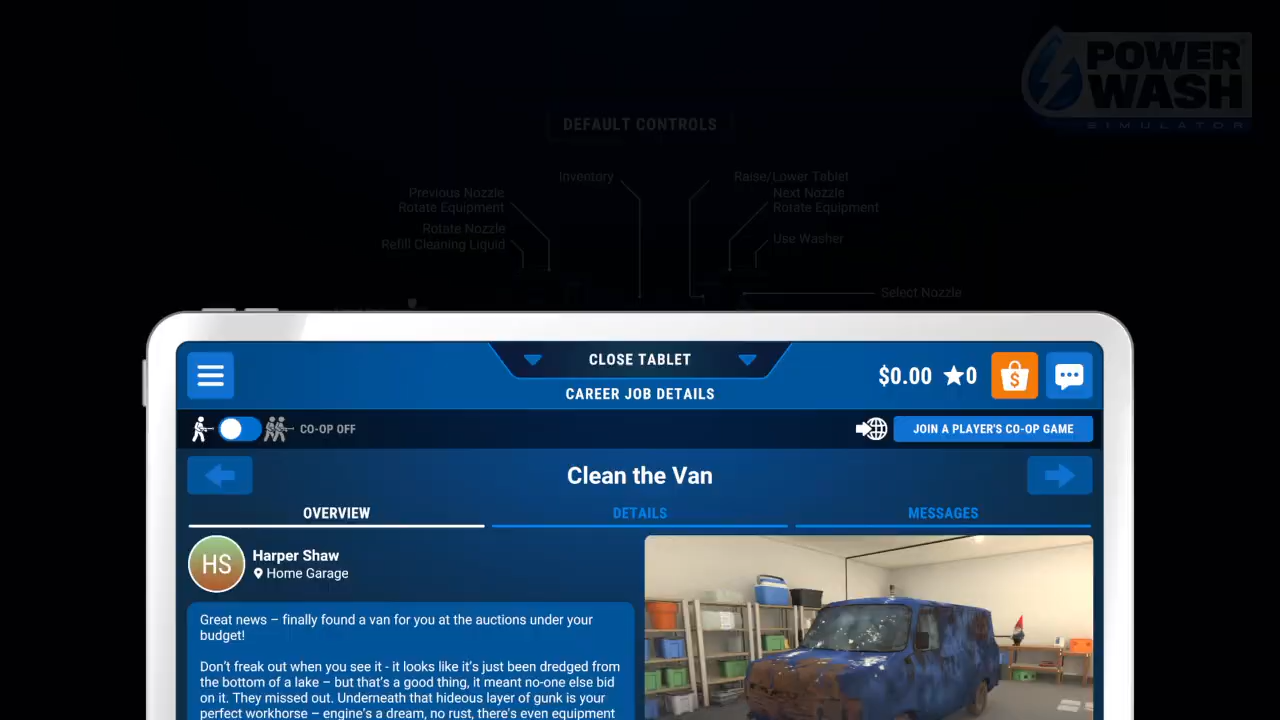 POWER
WASH
SIMULATOR
DEFAULT CONTROLS
Inventory
Raise/Lower Tablet
Previous Nozzle
Next Nozzle
Rotate Equipment
Rotate Equipment
Rotate Nozzle
Use Washer
Refill Cleaning Liquid
Select Nozzle
CLOSE TABLET
$0.00 ★0
CAREER JOB DETAILS
CO-OP OFF
JOIN A PLAYER'S CO-OP GAME
Clean the Van
OVERVIEW
DETAILS
MESSAGES
HS
Harper Shaw
Home Garage
Great news – finally found a van for you at the auctions under your
budget!
Don't freak out when you see it - it looks like it's just been dredged from
the bottom of a lake – but that's a good thing, it meant no-one else bid
on it. They missed out. Underneath that hideous layer of gunk is your
perfect workhorse – engine's a dream, no rust, there's even equipment